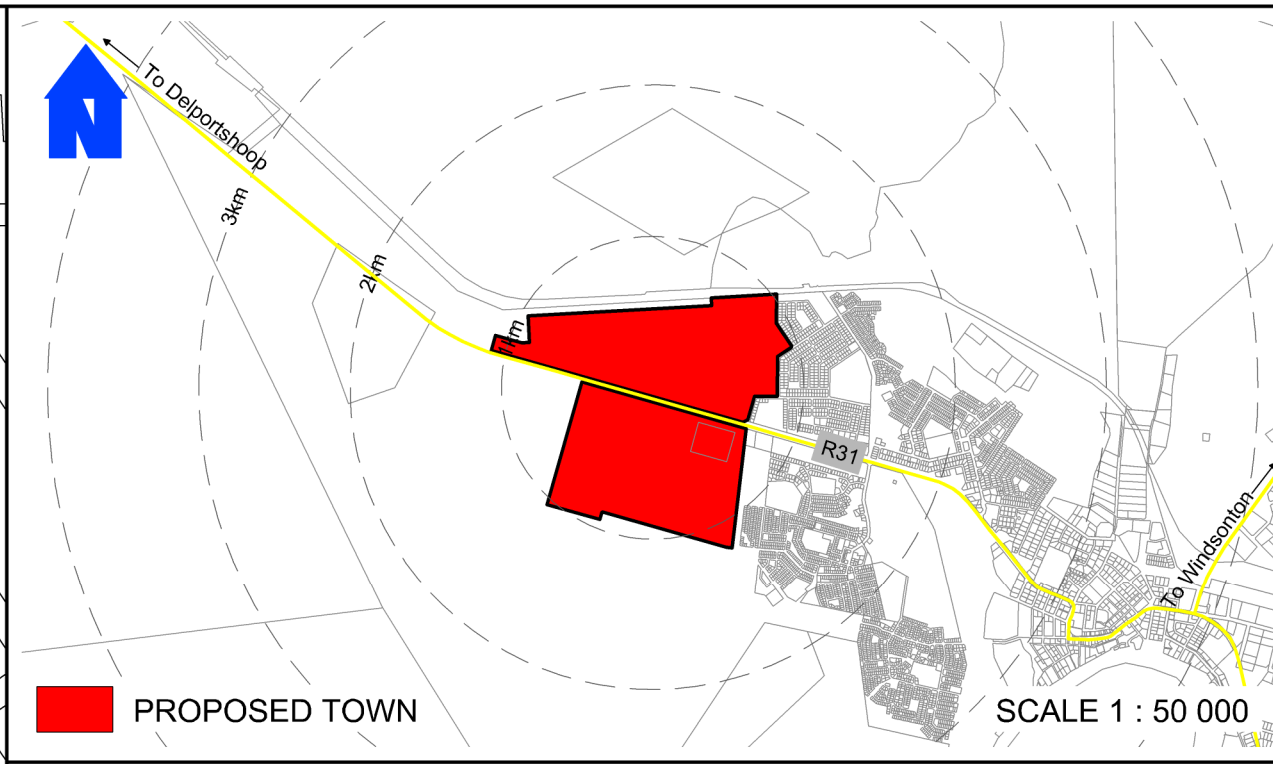 N
To Delportshoop
3km
2km
1km
R31
To Windsonton
PROPOSED TOWN
SCALE 1 : 50 000